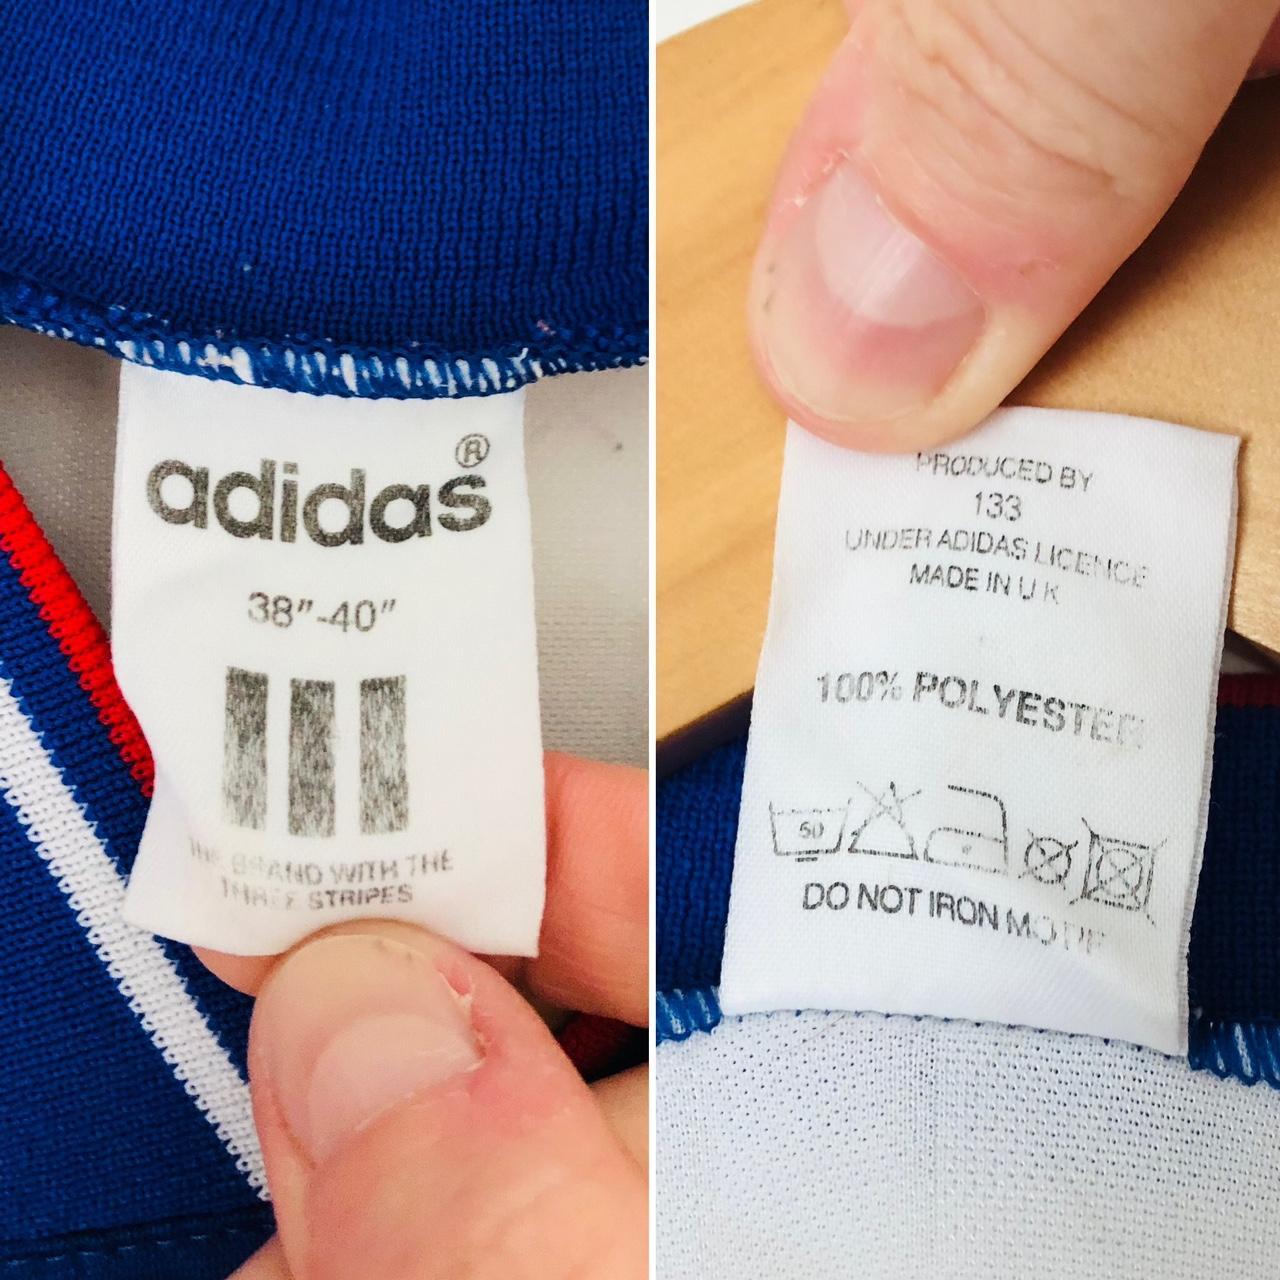 adidas®
38"-40"
THE BRAND WITH THE
THREE STRIPES
PRODUCED BY
133
UNDER ADIDAS LICENCE
MADE IN U K
100% POLYESTER
50
DO NOT IRON MOTIF